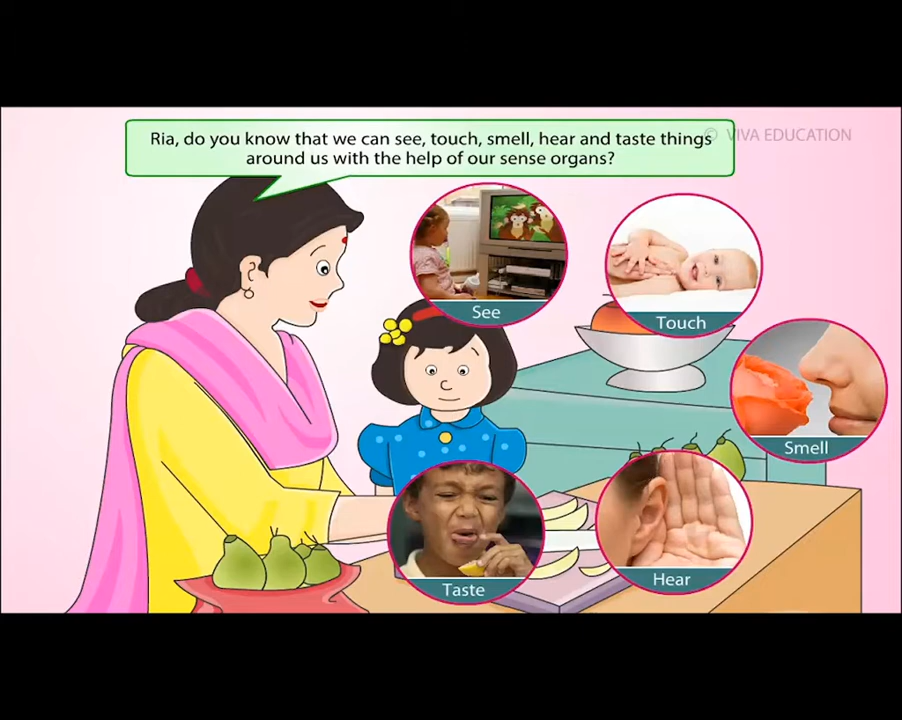 Ria, do you know that we can see, touch, smell, hear and taste things
around us with the help of our sense organs?
© VIVA EDUCATION
See
Touch
Smell
Taste
Hear